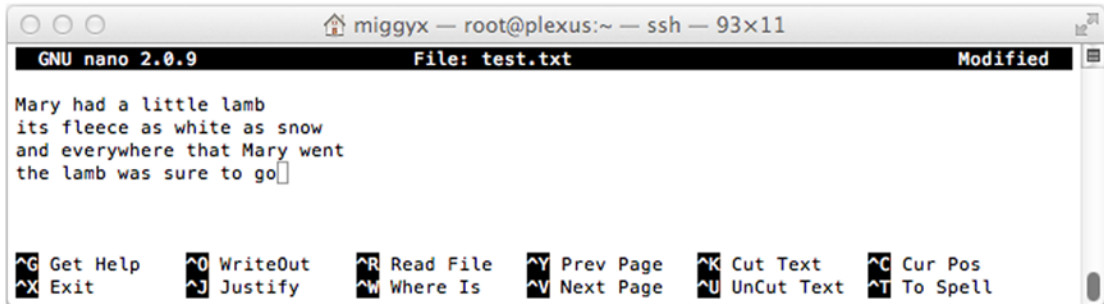 miggyx — root@plexus:~ — ssh — 93×11
GNU nano 2.0.9 File: test.txt Modified
Mary had a little lamb
its fleece as white as snow
and everywhere that Mary went
the lamb was sure to go
^G Get Help ^O WriteOut ^R Read File ^Y Prev Page ^K Cut Text ^C Cur Pos
^X Exit ^J Justify ^W Where Is ^V Next Page ^U UnCut Text ^T To Spell